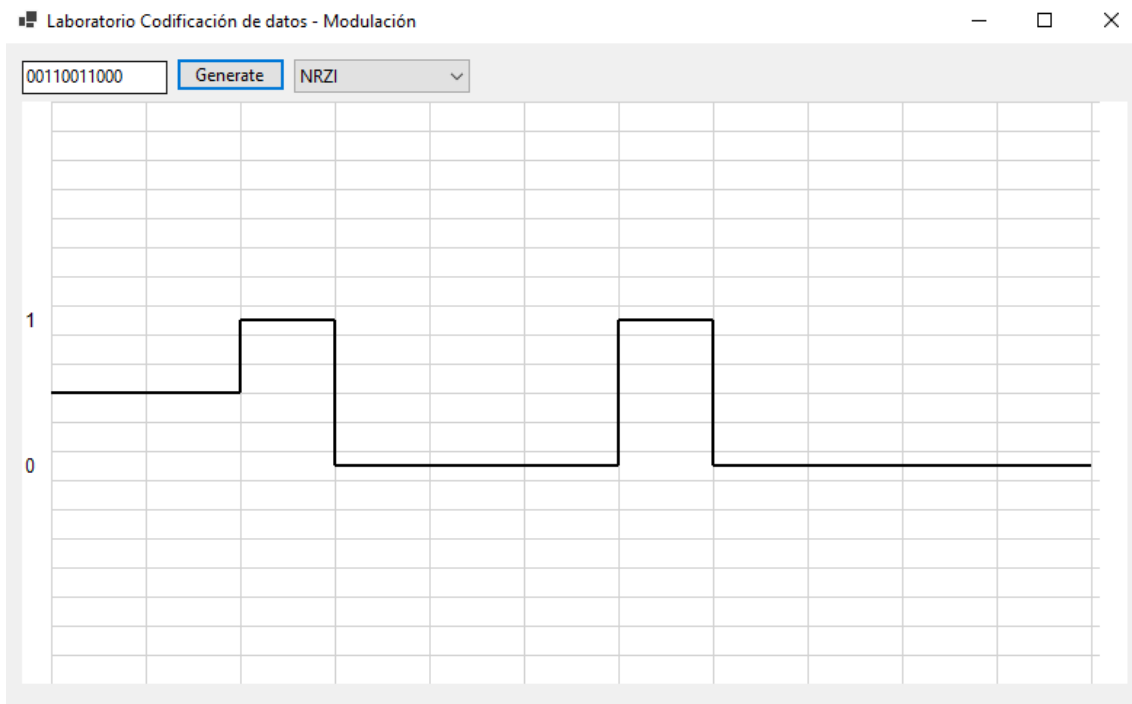 Laboratorio Codificación de datos - Modulación
00110011000 Generate NRZI
1
0